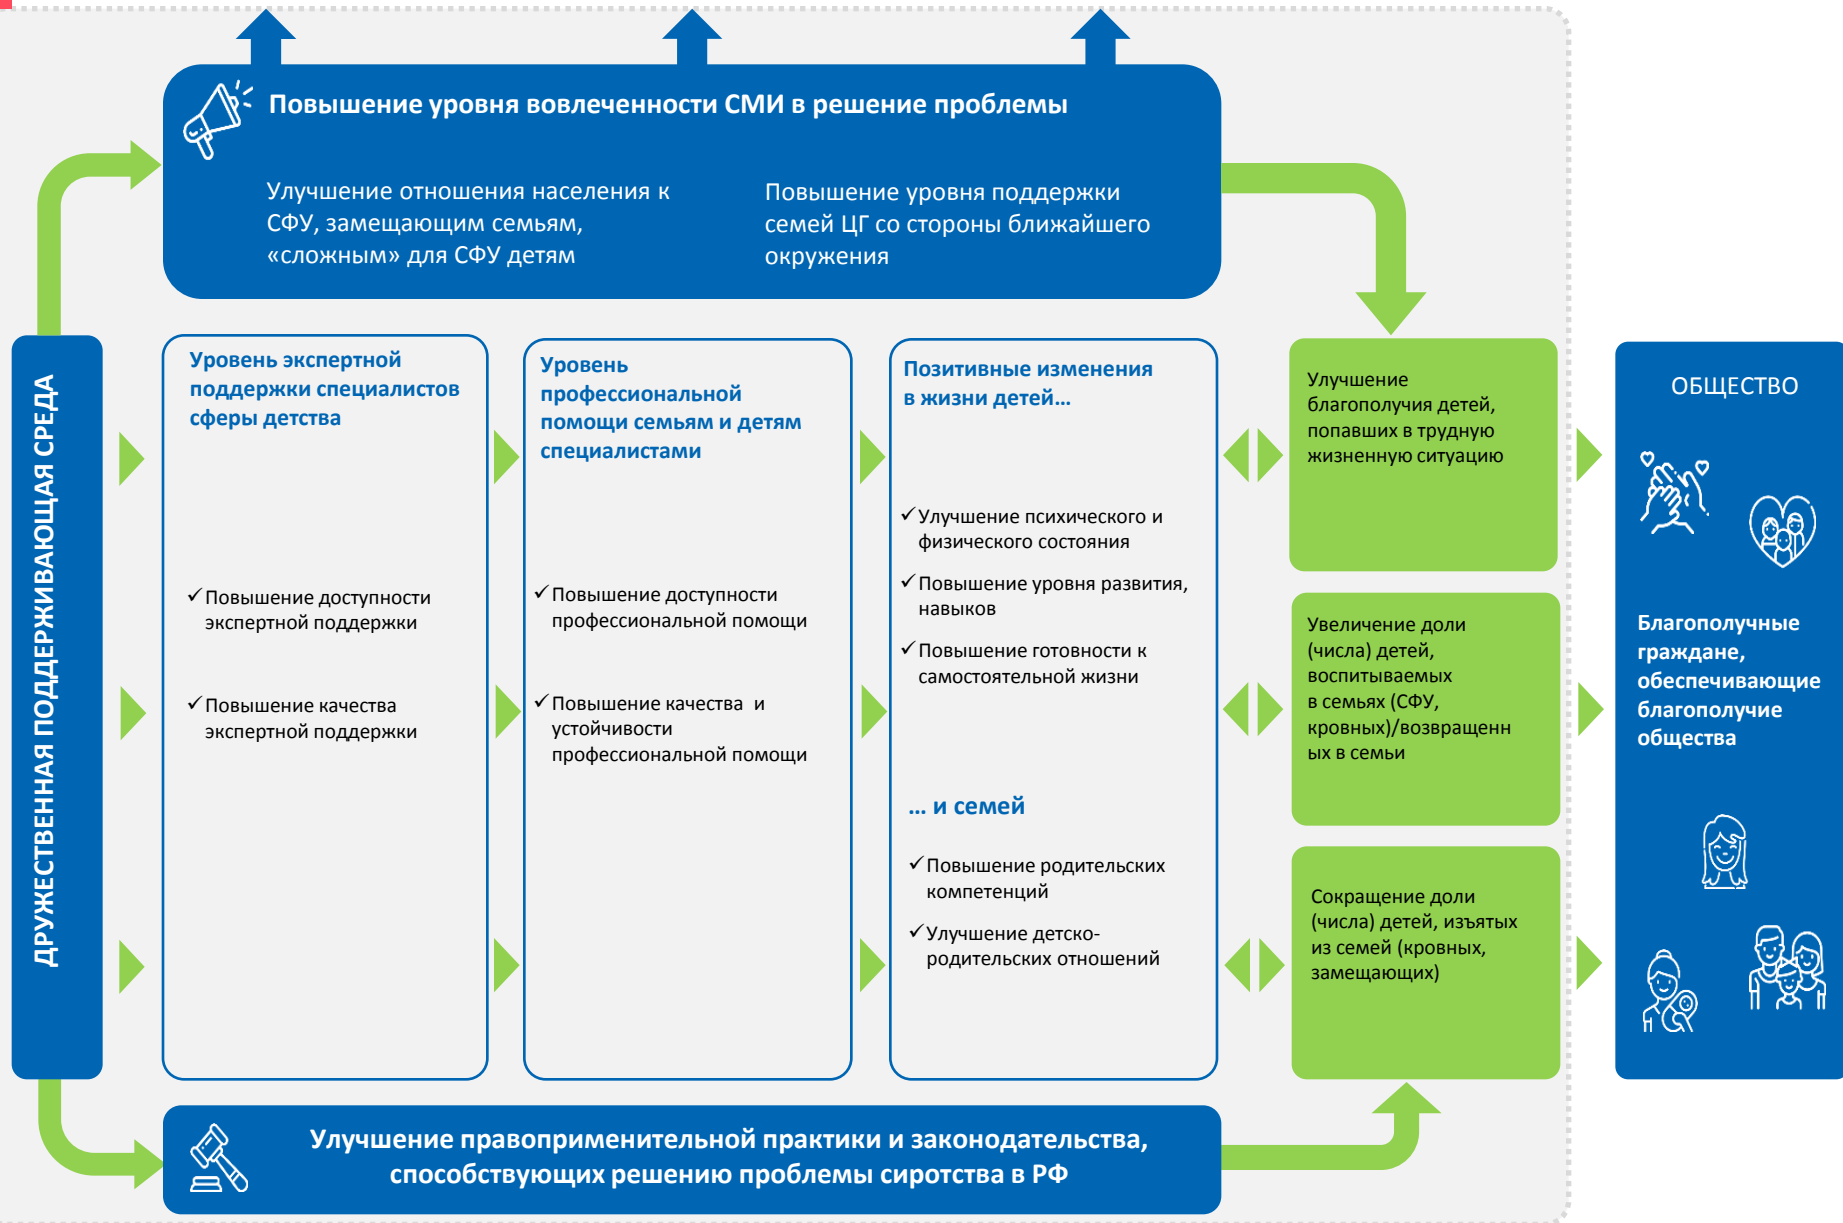 Повышение уровня вовлеченности СМИ в решение проблемы
Улучшение отношения населения к
СФУ, замещающим семьям,
«сложным» для СФУ детям
Повышение уровня поддержки
семей ЦГ со стороны ближайшего
окружения
ДРУЖЕСТВЕННАЯ ПОДДЕРЖИВАЮЩАЯ СРЕДА
Уровень экспертной
поддержки специалистов
сферы детства
Повышение доступности
экспертной поддержки
Повышение качества
экспертной поддержки
Уровень
профессиональной
помощи семьям и детям
специалистами
Повышение доступности
профессиональной помощи
Повышение качества и
устойчивости
профессиональной помощи
Позитивные изменения
в жизни детей...
Улучшение психического и
физического состояния
Повышение уровня развития,
навыков
Повышение готовности к
самостоятельной жизни
... и семей
Повышение родительских
компетенций
Улучшение детско-
родительских отношений
Улучшение
благополучия детей,
попавших в трудную
жизненную ситуацию
Увеличение доли
(числа) детей,
воспитываемых
в семьях (СФУ,
кровных)/возвращенн
ых в семьи
Сокращение доли
(числа) детей, изъятых
из семей (кровных,
замещающих)
ОБЩЕСТВО
Благополучные
граждане,
обеспечивающие
благополучие
общества
Улучшение правоприменительной практики и законодательства,
способствующих решению проблемы сиротства в РФ